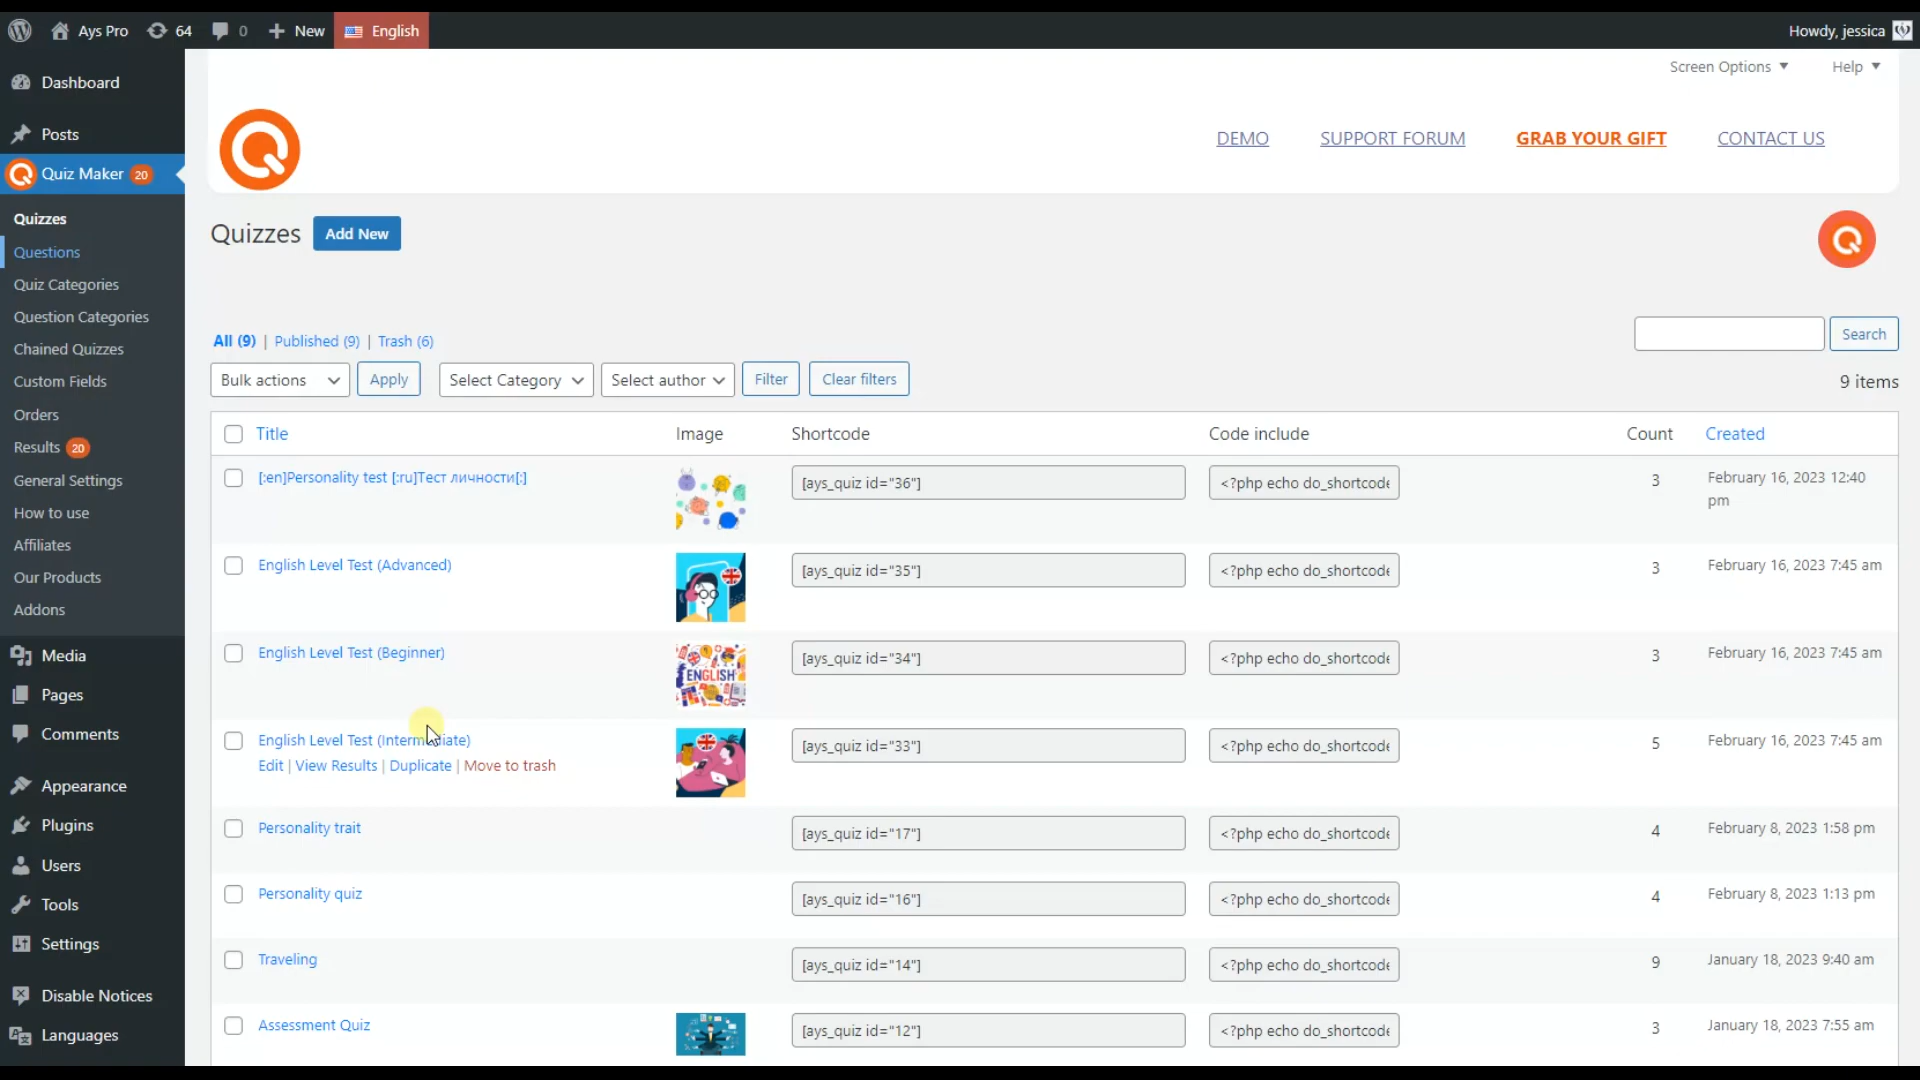 Ays Pro 64 0 New English Howdy, jessica
Screen Options Help
Dashboard
Posts
Quiz Maker 20
Quizzes
Questions
Quiz Categories
Question Categories
Chained Quizzes
Custom Fields
Orders
Results 20
General Settings
How to use
Affiliates
Our Products
Addons
Media
Pages
Comments
Appearance
Plugins
Users
Tools
Settings
Disable Notices
Languages
DEMO SUPPORT FORUM GRAB YOUR GIFT CONTACT US
Quizzes Add New
All (9) | Published (9) | Trash (6)
Search
Bulk actions Apply Select Category Select author Filter Clear filters
9 items
Title Image Shortcode Code include Count Created
[:en]Personality test [:ru]Тест личности[:] [ays_quiz id="36"] <?php echo do_shortcode 3 February 16, 2023 12:40
pm
English Level Test (Advanced) [ays_quiz id="35"] <?php echo do_shortcode 3 February 16, 2023 7:45 am
English Level Test (Beginner) ENGLISH [ays_quiz id="34"] <?php echo do_shortcode 3 February 16, 2023 7:45 am
English Level Test (Intermediate) [ays_quiz id="33"] <?php echo do_shortcode 5 February 16, 2023 7:45 am
Edit | View Results | Duplicate | Move to trash
Personality trait [ays_quiz id="17"] <?php echo do_shortcode 4 February 8, 2023 1:58 pm
Personality quiz [ays_quiz id="16"] <?php echo do_shortcode 4 February 8, 2023 1:13 pm
Traveling [ays_quiz id="14"] <?php echo do_shortcode 9 January 18, 2023 9:40 am
Assessment Quiz [ays_quiz id="12"] <?php echo do_shortcode 3 January 18, 2023 7:55 am